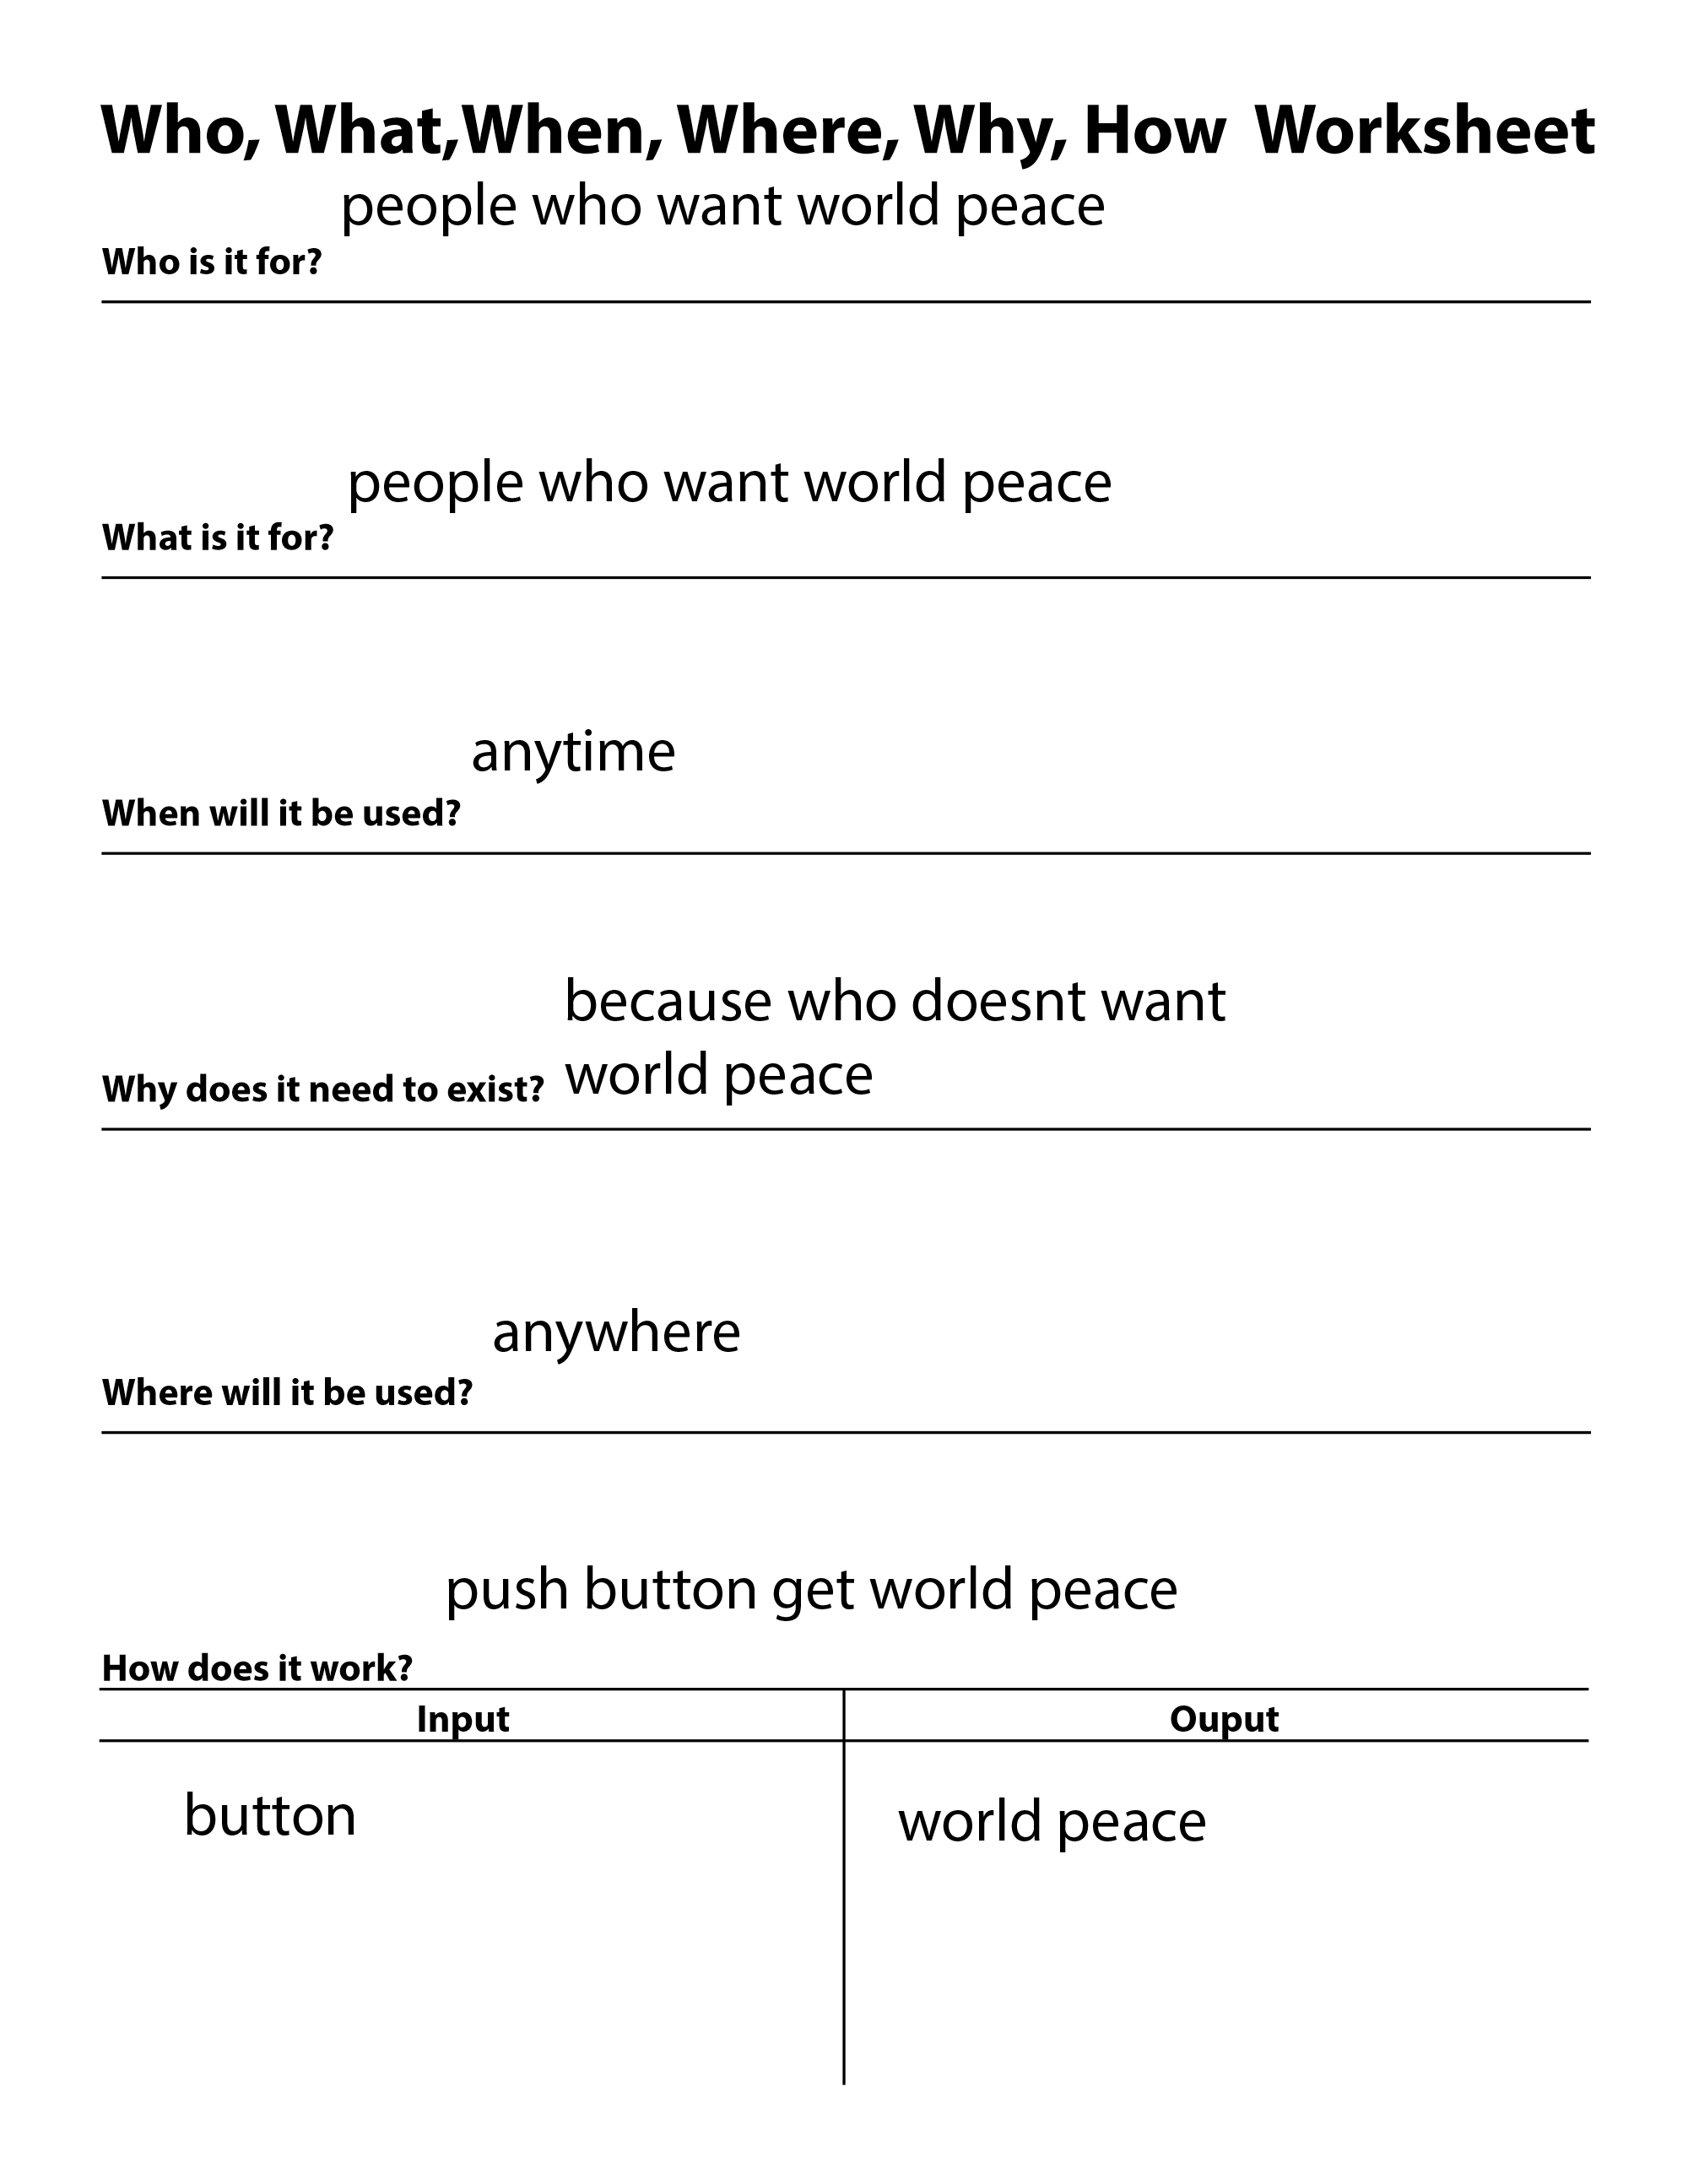 Who, What,When, Where, Why, How Worksheet
people who want world peace
Who is it for?
people who want world peace
What is it for?
anytime
When will it be used?
because who doesnt want
world peace
Why does it need to exist?
anywhere
Where will it be used?
push button get world peace
How does it work?
Input
Ouput
button
world peace